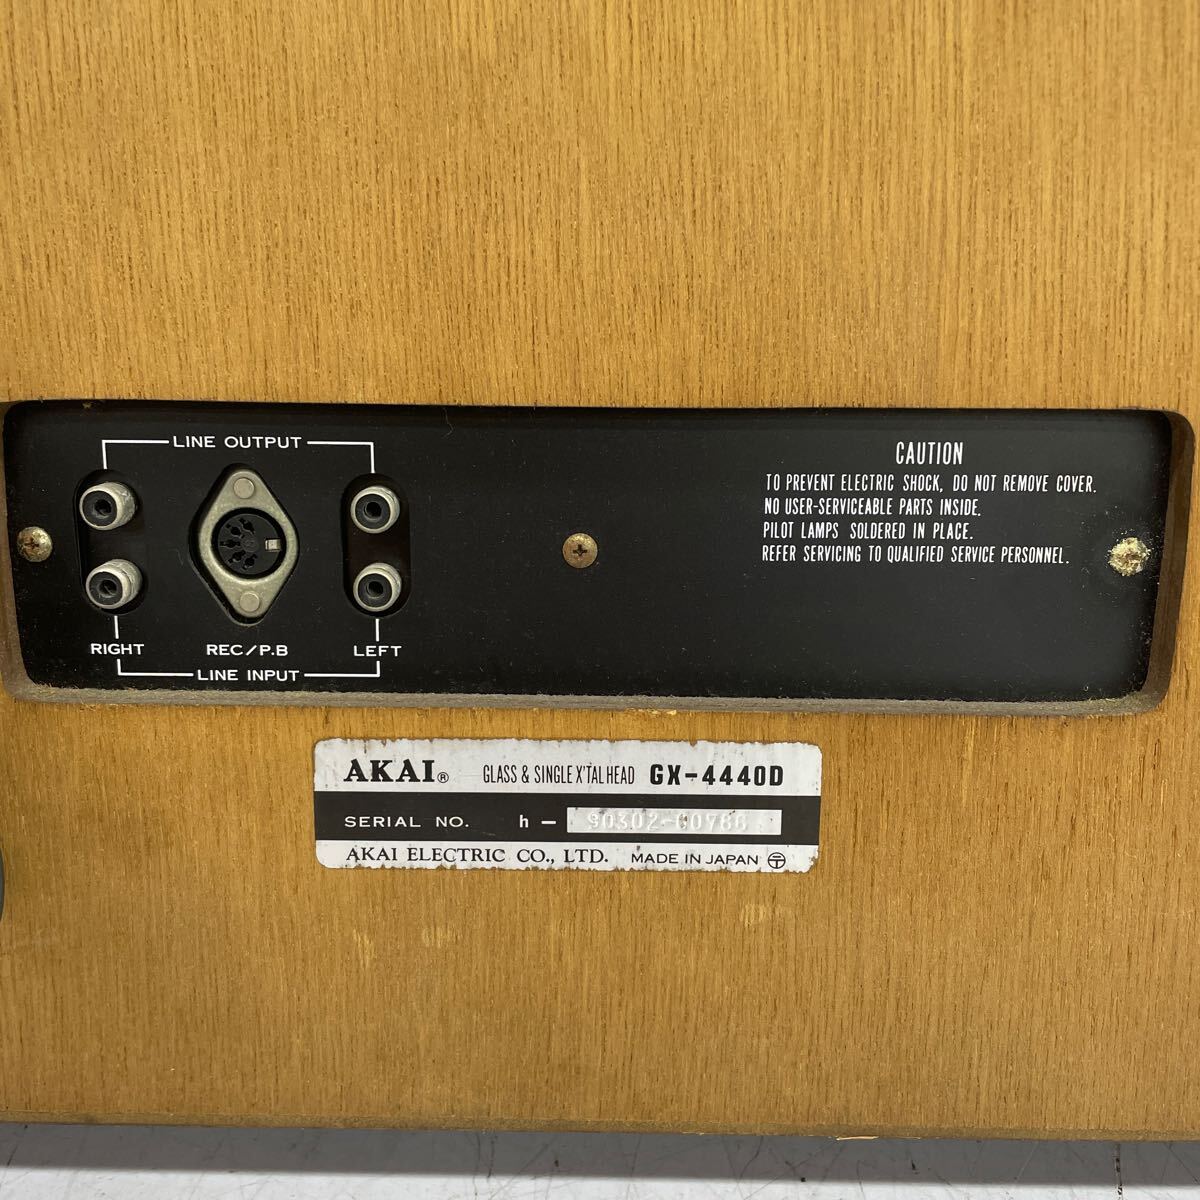 LINE OUTPUT
RIGHT REC/P.B LEFT
LINE INPUT
CAUTION
TO PREVENT ELECTRIC SHOCK, DO NOT REMOVE COVER.
NO USER-SERVICEABLE PARTS INSIDE.
PILOT LAMPS SOLDERED IN PLACE.
REFER SERVICING TO QUALIFIED SERVICE PERSONNEL.
AKAI® GLASS & SINGLE X'TAL HEAD GX-4440D
SERIAL NO. h-
AKAI ELECTRIC CO., LTD. MADE IN JAPAN